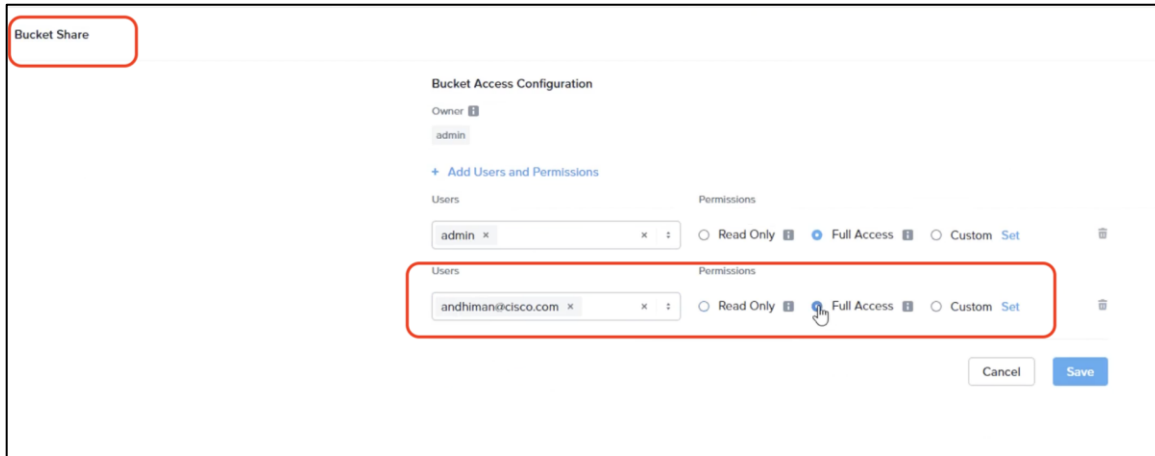 Bucket Share
Bucket Access Configuration
Owner
admin
+ Add Users and Permissions
Users Permissions
admin × × Read Only Full Access Custom Set
Users Permissions
andhiman@cisco.com × × Read Only Full Access Custom Set
Cancel Save